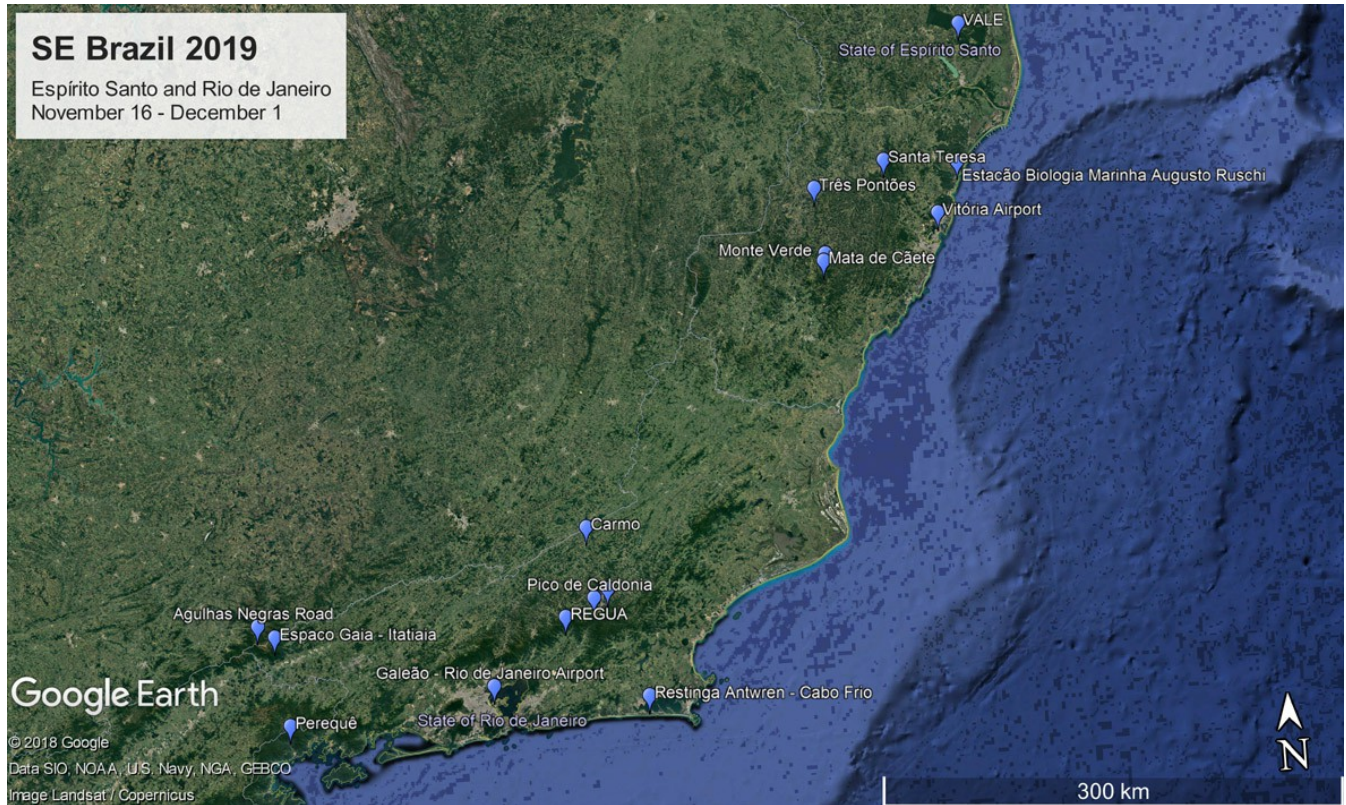 SE Brazil 2019
Espírito Santo and Rio de Janeiro
November 16 - December 1
VALE
State of Espírito Santo
Santa Teresa
Estacão Biologia Marinha Augusto Ruschi
Três Pontões
Vitória Airport
Monte Verde
Mata de Cãete
Carmo
Pico de Caldonia
REGUA
Agulhas Negras Road
Espaco Gaia - Itatiaia
Galeão - Rio de Janeiro Airport
Restinga Antwren - Cabo Frio
State of Rio de Janeiro
Perequê
Google Earth
© 2018 Google
Data SIO, NOAA, U.S. Navy, NGA, GEBCO
Image Landsat / Copernicus
N
300 km